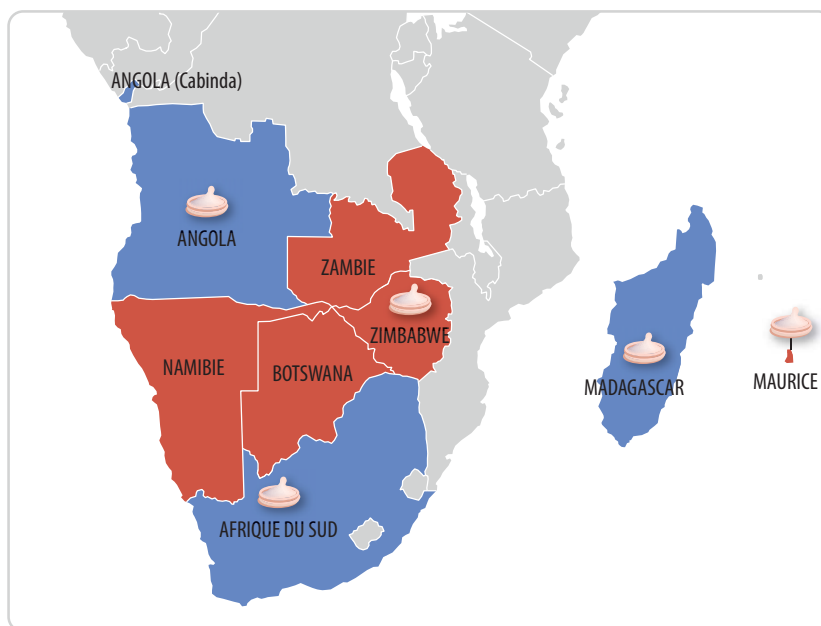 ANGOLA (Cabinda)
ANGOLA
ZAMBIE
ZIMBABWE
NAMIBIE
BOTSWANA
MADAGASCAR
MAURICE
AFRIQUE DU SUD